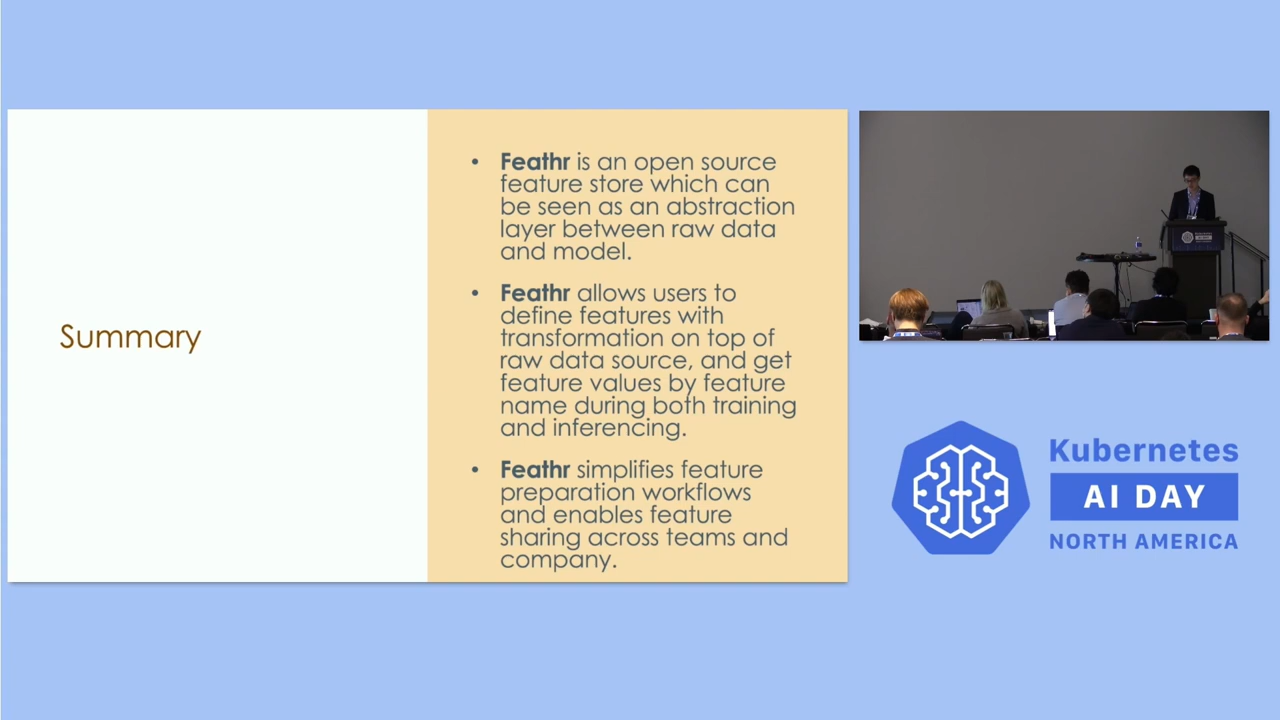 Summary
• Feathr is an open source
feature store which can
be seen as an abstraction
layer between raw data
and model.
• Feathr allows users to
define features with
transformation on top of
raw data source, and get
feature values by feature
name during both training
and inferencing.
• Feathr simplifies feature
preparation workflows
and enables feature
sharing across teams and
company.
Kubernetes
AI DAY
NORTH AMERICA